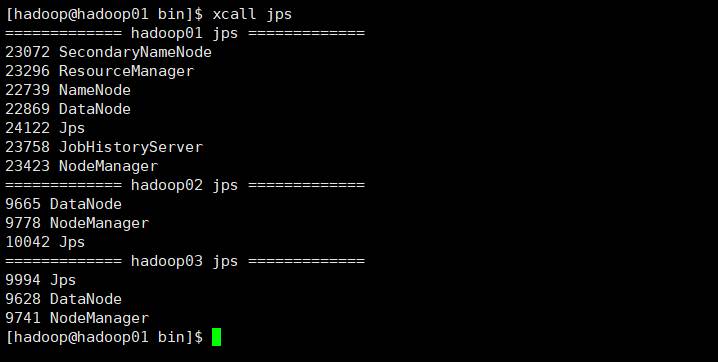 [hadoop@hadoop01 bin]$ xcall jps
============= hadoop01 jps =============
23072 SecondaryNameNode
23296 ResourceManager
22739 NameNode
22869 DataNode
24122 Jps
23758 JobHistoryServer
23423 NodeManager
============= hadoop02 jps =============
9665 DataNode
9778 NodeManager
10042 Jps
============= hadoop03 jps =============
9994 Jps
9628 DataNode
9741 NodeManager
[hadoop@hadoop01 bin]$